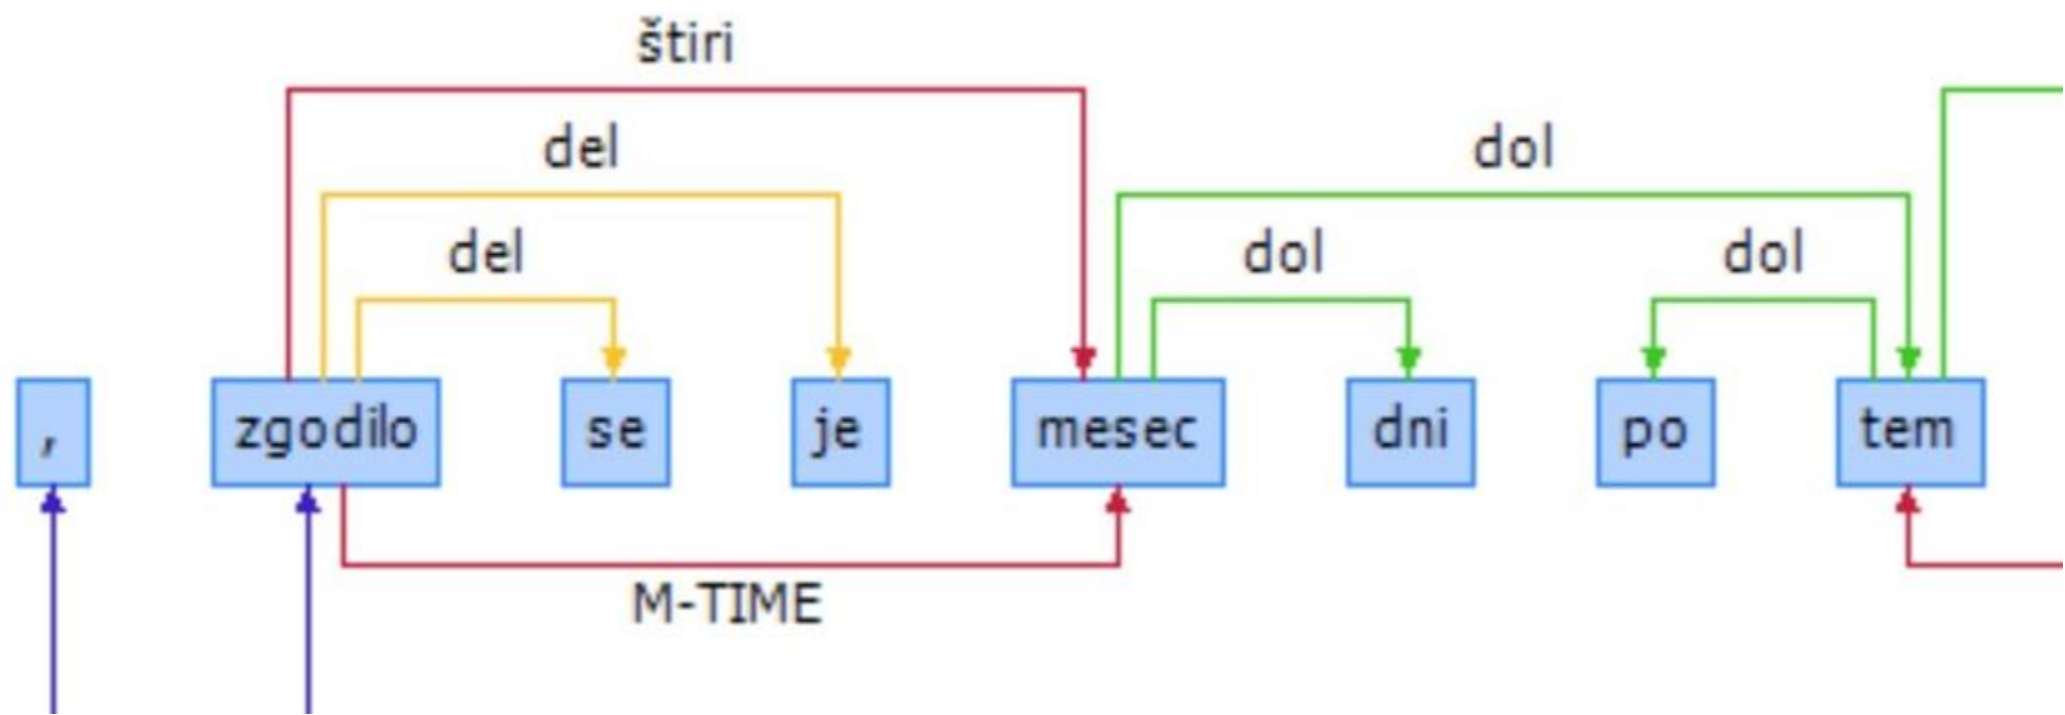 štiri
del dol
del dol dol
, zgodilo se je mesec dni po tem
M-TIME